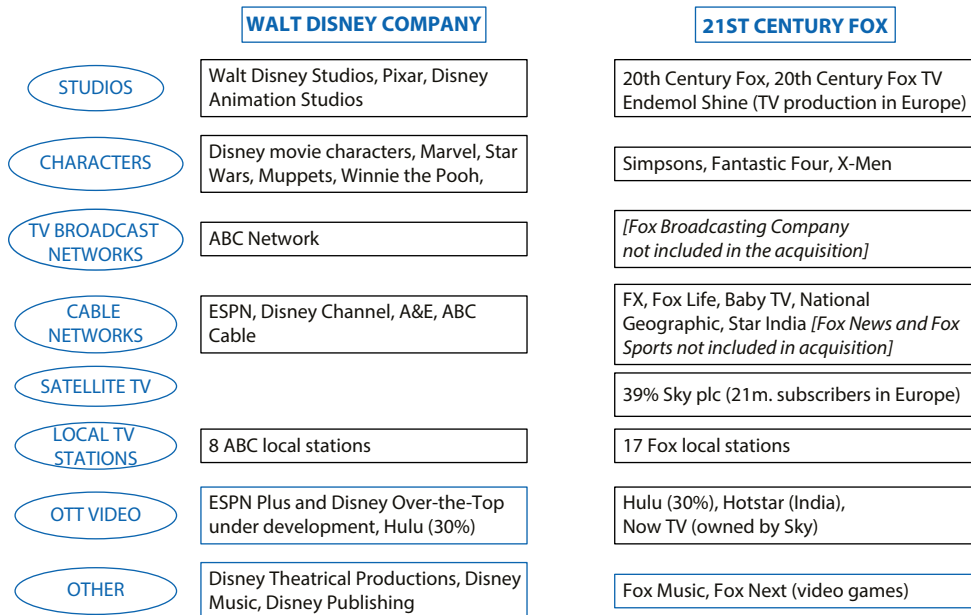 WALT DISNEY COMPANY
21ST CENTURY FOX
STUDIOS
Walt Disney Studios, Pixar, Disney
Animation Studios
20th Century Fox, 20th Century Fox TV
Endemol Shine (TV production in Europe)
CHARACTERS
Disney movie characters, Marvel, Star
Wars, Muppets, Winnie the Pooh,
Simpsons, Fantastic Four, X-Men
TV BROADCAST
NETWORKS
ABC Network
[Fox Broadcasting Company
not included in the acquisition]
CABLE
NETWORKS
ESPN, Disney Channel, A&E, ABC
Cable
FX, Fox Life, Baby TV, National
Geographic, Star India [Fox News and Fox
Sports not included in acquisition]
SATELLITE TV
39% Sky plc (21m. subscribers in Europe)
LOCAL TV
STATIONS
8 ABC local stations
17 Fox local stations
OTT VIDEO
ESPN Plus and Disney Over-the-Top
under development, Hulu (30%)
Hulu (30%), Hotstar (India),
Now TV (owned by Sky)
OTHER
Disney Theatrical Productions, Disney
Music, Disney Publishing
Fox Music, Fox Next (video games)